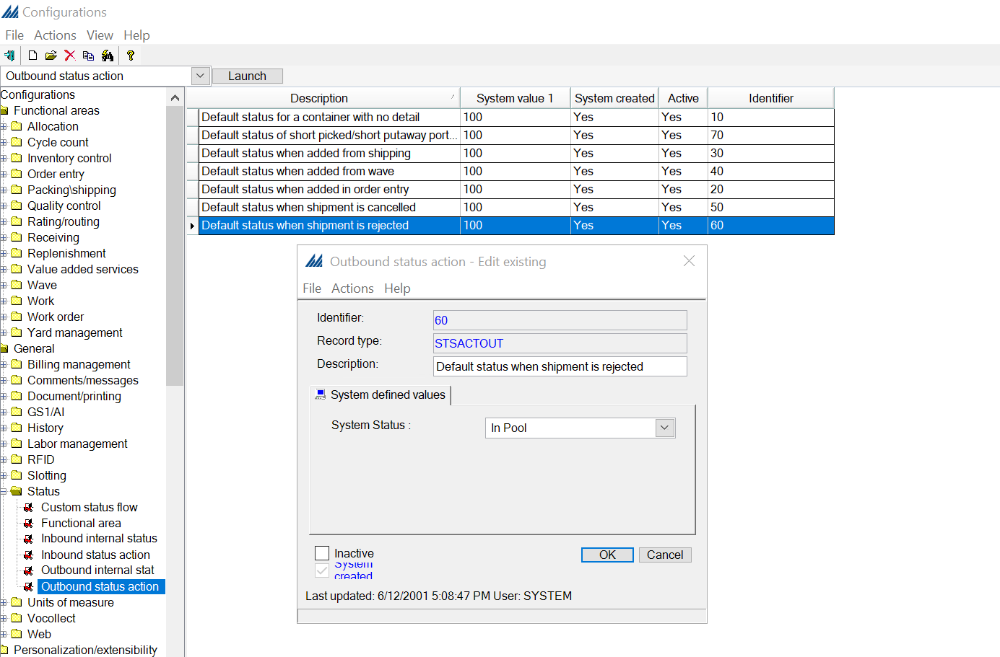 Configurations
File Actions View Help
Outbound status action Launch
Configurations
Functional areas
Allocation
Cycle count
Inventory control
Order entry
Packing\shipping
Quality control
Rating/routing
Receiving
Replenishment
Value added services
Wave
Work
Work order
Yard management
General
Billing management
Comments/messages
Document/printing
GS1/AI
History
Labor management
RFID
Slotting
Status
Custom status flow
Functional area
Inbound internal status
Inbound status action
Outbound internal stat
Outbound status action
Units of measure
Vocollect
Web
Personalization/extensibility
Description System value 1 System created Active Identifier
Default status for a container with no detail 100 Yes Yes 10
Default status of short picked/short putaway port... 100 Yes Yes 70
Default status when added from shipping 100 Yes Yes 30
Default status when added from wave 100 Yes Yes 40
Default status when added in order entry 100 Yes Yes 20
Default status when shipment is cancelled 100 Yes Yes 50
Default status when shipment is rejected 100 Yes Yes 60
Outbound status action - Edit existing
File Actions Help
Identifier: 60
Record type: STSACTOUT
Description: Default status when shipment is rejected
System defined values
System Status : In Pool
Inactive
System
created
OK Cancel
Last updated: 6/12/2001 5:08:47 PM User: SYSTEM